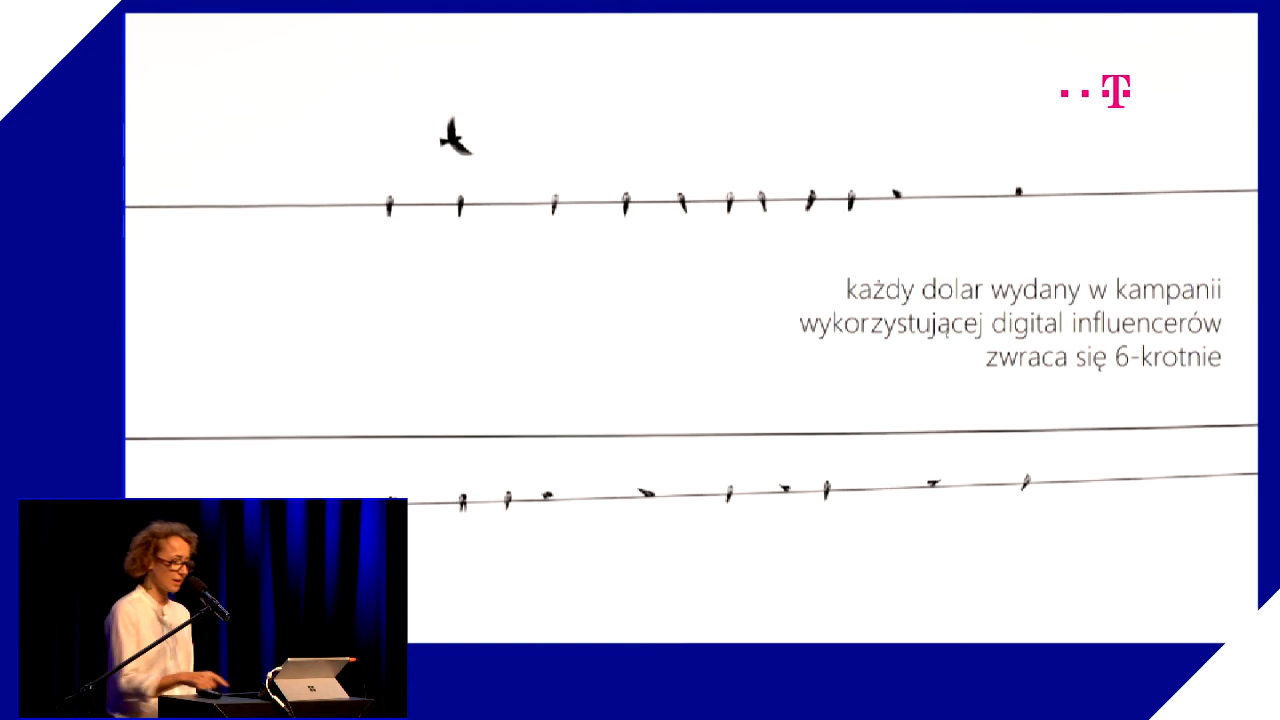 T
każdy dolar wydany w kampanii
wykorzystującej digital influencerów
zwraca się 6-krotnie